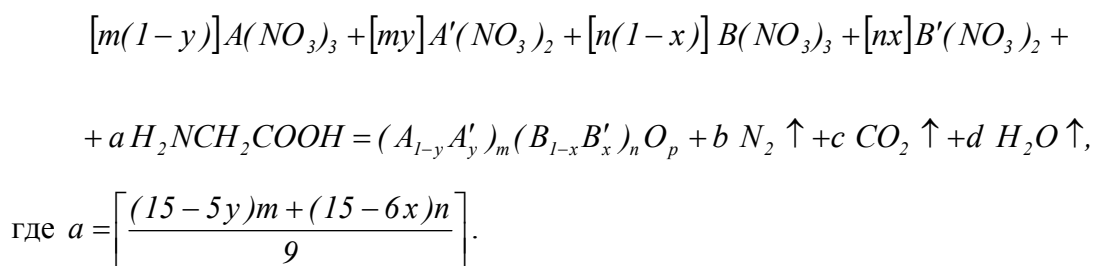 [m(1 − y)]A(NO₃)₃ + [my]A′(NO₃)₂ + [n(1 − x)] B(NO₃)₃ + [nx]B′(NO₃)₂ +
+ a H₂NCH₂COOH = (A₁₋yA′y)m(B₁₋xB′x)nOp + b N₂ ↑ +c CO₂ ↑ +d H₂O ↑,
где a = ⌈((15 − 5y)m + (15 − 6x)n) / 9⌉.